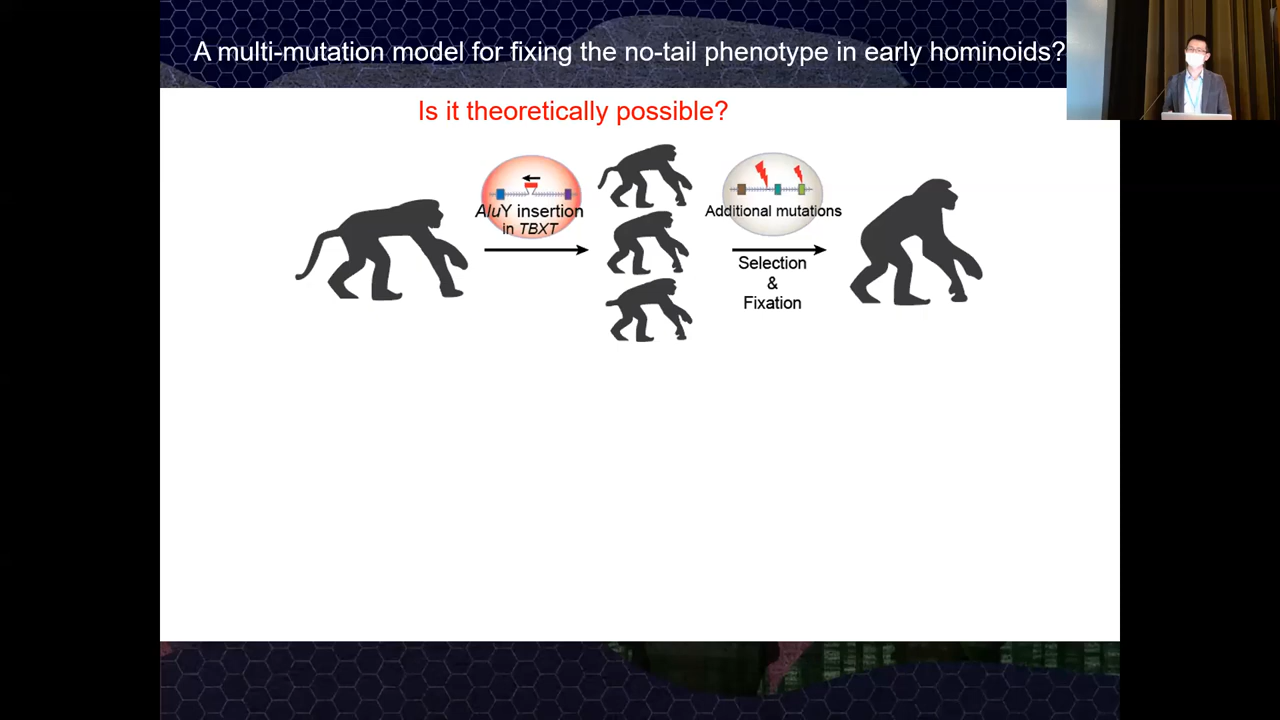 A multi-mutation model for fixing the no-tail phenotype in early hominoids?
Is it theoretically possible?
AluY insertion
in TBXT
Additional mutations
Selection
&
Fixation